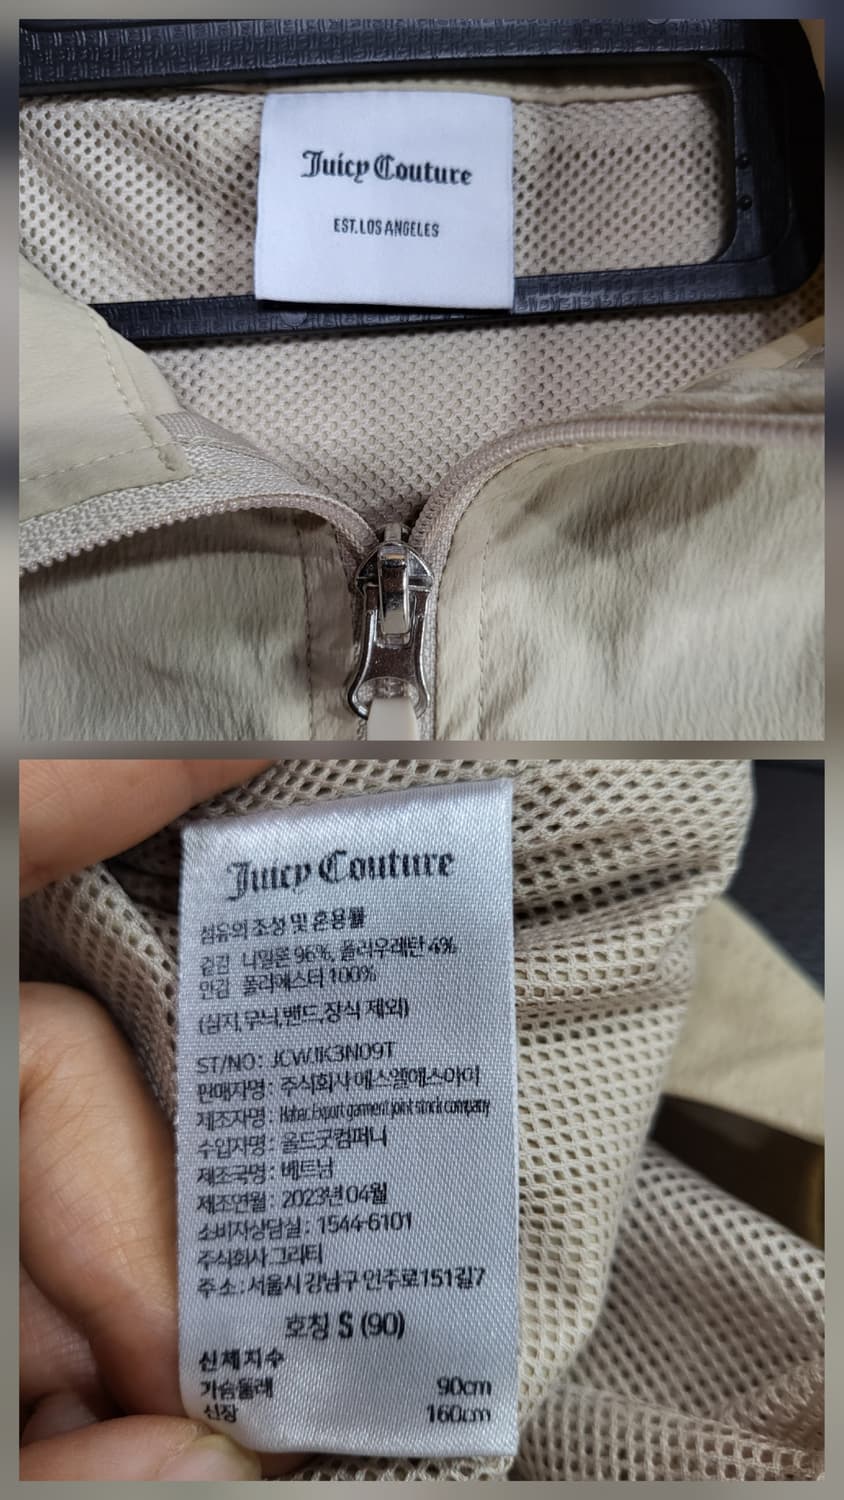 Juicy Couture
EST. LOS ANGELES
Juicy Couture
섬유의 조성 및 혼용률
겉감 나일론 96%, 폴리우레탄 4%
안감 폴리에스터 100%
(심지,무늬,밴드,장식 제외)
ST/NO : JCWJK3N09T
판매자명 : 주식회사 에스엘에스아이
제조자명 : Export garment joint stock company
수입자명 : 올드굿컴퍼니
제조국명 : 베트남
제조연월 : 2023년 04월
소비자상담실 : 1544-6101
주식회사 그리티
주소 : 서울시 강남구 언주로151길7
호칭 S (90)
신체치수
가슴둘레 90cm
신장 160cm